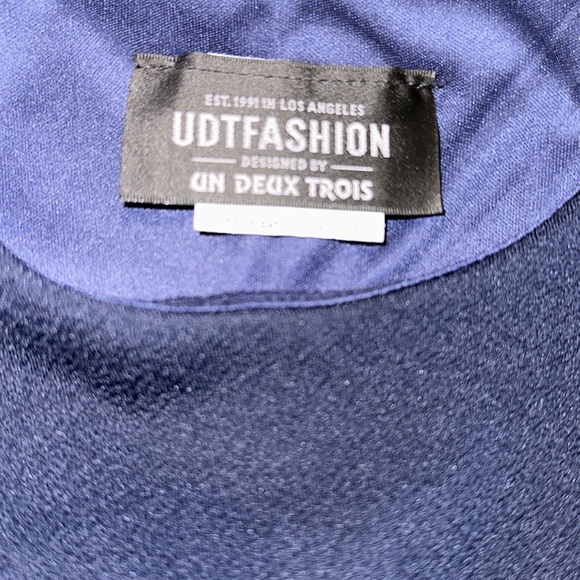 EST. 1991 IN LOS ANGELES
UDTFASHION
DESIGNED BY
UN DEUX TROIS